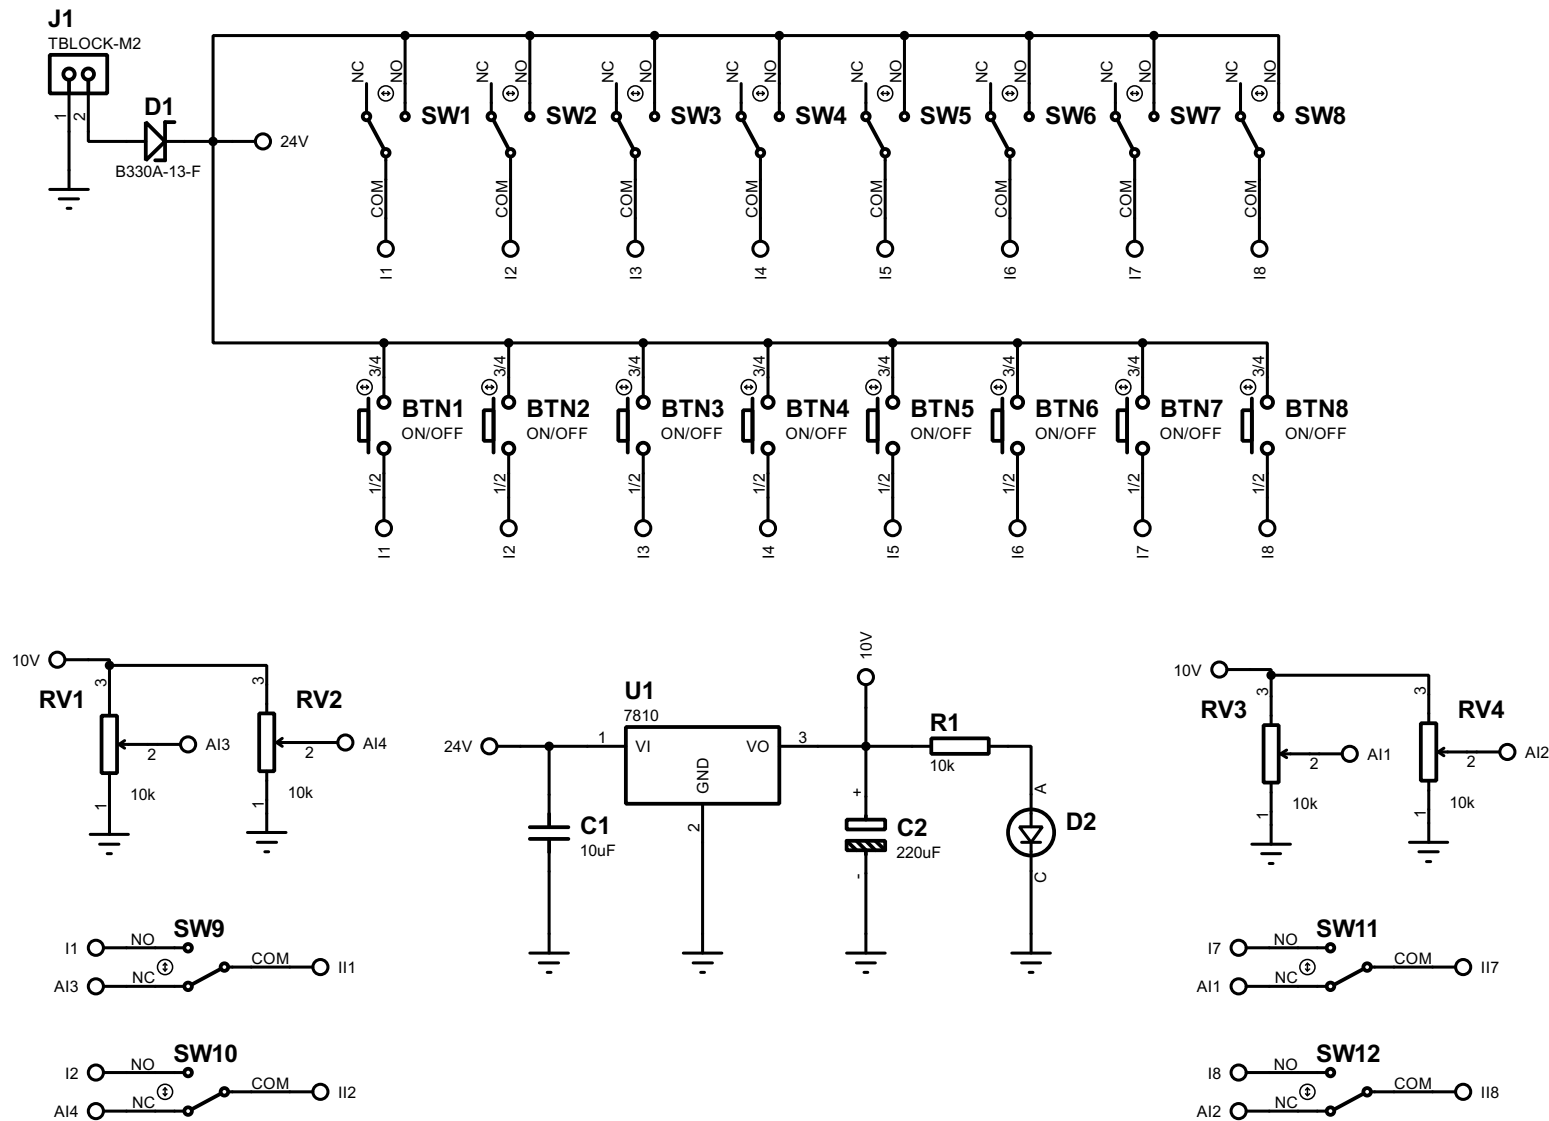 J1
TBLOCK-M2
1
2
D1
B330A-13-F
24V
NC NO SW1 COM I1
NC NO SW2 COM I2
NC NO SW3 COM I3
NC NO SW4 COM I4
NC NO SW5 COM I5
NC NO SW6 COM I6
NC NO SW7 COM I7
NC NO SW8 COM I8
3/4 BTN1 ON/OFF 1/2 I1
3/4 BTN2 ON/OFF 1/2 I2
3/4 BTN3 ON/OFF 1/2 I3
3/4 BTN4 ON/OFF 1/2 I4
3/4 BTN5 ON/OFF 1/2 I5
3/4 BTN6 ON/OFF 1/2 I6
3/4 BTN7 ON/OFF 1/2 I7
3/4 BTN8 ON/OFF 1/2 I8
10V
RV1
3
2
AI3
1
10k
RV2
3
2
AI4
1
10k
U1
7810
24V
1
VI
VO
3
GND
2
C1
10uF
10V
+
C2
220uF
-
R1
10k
A
D2
C
10V
RV3
3
2
AI1
1
10k
RV4
3
2
AI2
1
10k
SW9
I1 NO
COM II1
AI3 NC
SW10
I2 NO
COM II2
AI4 NC
SW11
I7 NO
COM II7
AI1 NC
SW12
I8 NO
COM II8
AI2 NC